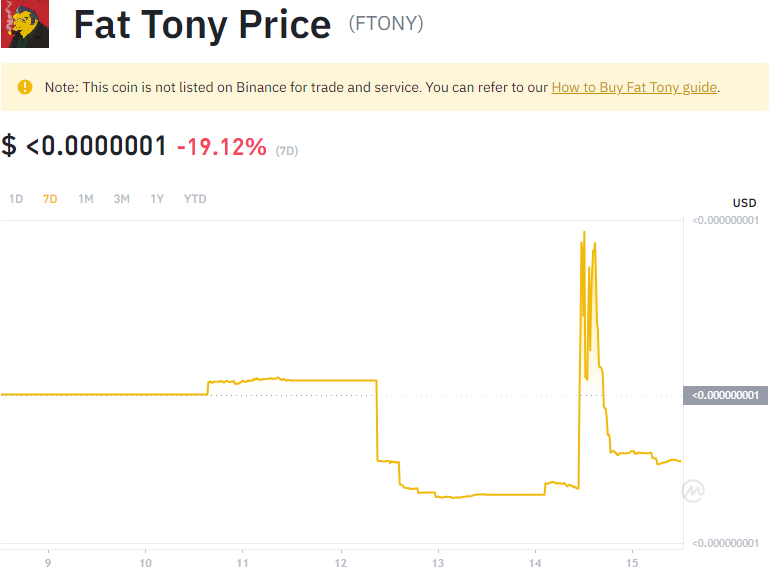 Fat Tony Price (FTONY)
Note: This coin is not listed on Binance for trade and service. You can refer to our How to Buy Fat Tony guide.
$ <0.0000001 -19.12% (7D)
1D 7D 1M 3M 1Y YTD
USD
<0.000000001
<0.000000001
<0.000000001
9 10 11 12 13 14 15